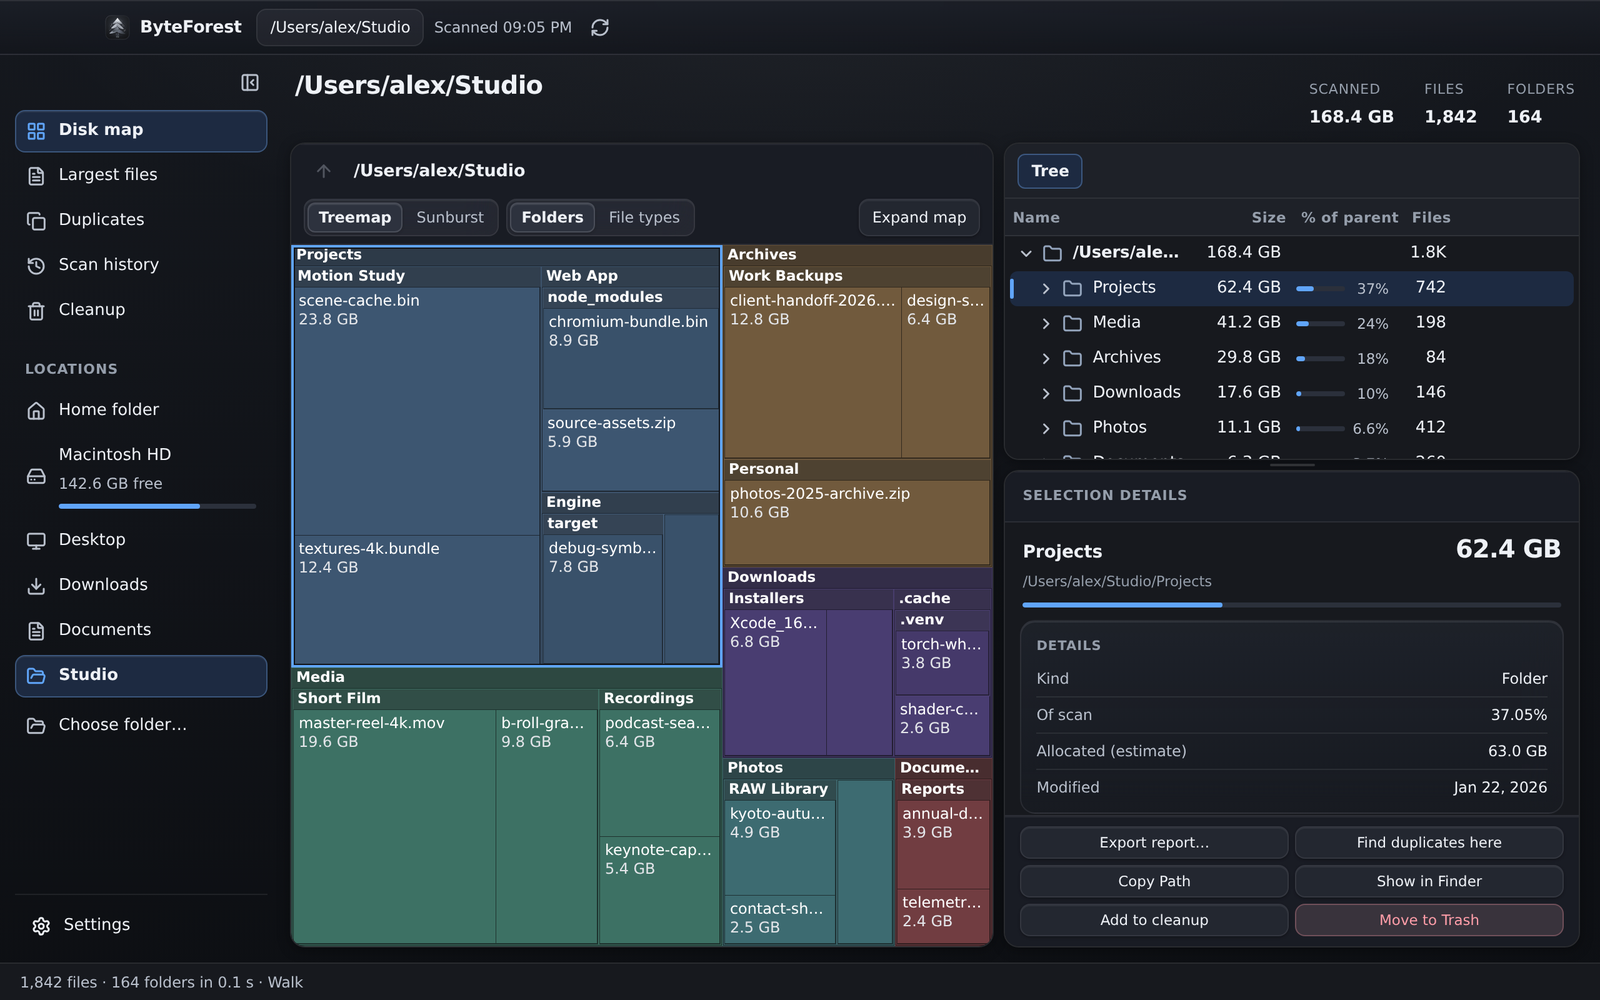 ByteForest
/Users/alex/Studio
Scanned 09:05 PM
Disk map
Largest files
Duplicates
Scan history
Cleanup
LOCATIONS
Home folder
Macintosh HD
142.6 GB free
Desktop
Downloads
Documents
Studio
Choose folder...
Settings
/Users/alex/Studio
SCANNED
168.4 GB
FILES
1,842
FOLDERS
164
/Users/alex/Studio
Treemap
Sunburst
Folders
File types
Expand map
Projects
Motion Study
scene-cache.bin
23.8 GB
textures-4k.bundle
12.4 GB
Web App
node_modules
chromium-bundle.bin
8.9 GB
source-assets.zip
5.9 GB
Engine
target
debug-symb...
7.8 GB
Media
Short Film
master-reel-4k.mov
19.6 GB
b-roll-gra...
9.8 GB
Recordings
podcast-sea...
6.4 GB
keynote-cap...
5.4 GB
Archives
Work Backups
client-handoff-2026....
12.8 GB
design-s...
6.4 GB
Personal
photos-2025-archive.zip
10.6 GB
Downloads
Installers
Xcode_16...
6.8 GB
.cache
.venv
torch-wh...
3.8 GB
shader-c...
2.6 GB
Photos
RAW Library
kyoto-autu...
4.9 GB
contact-sh...
2.5 GB
Docume...
Reports
annual-d...
3.9 GB
telemetr...
2.4 GB
Tree
Name Size % of parent Files
/Users/ale... 168.4 GB 1.8K
Projects 62.4 GB 37% 742
Media 41.2 GB 24% 198
Archives 29.8 GB 18% 84
Downloads 17.6 GB 10% 146
Photos 11.1 GB 6.6% 412
SELECTION DETAILS
Projects
62.4 GB
/Users/alex/Studio/Projects
DETAILS
Kind Folder
Of scan 37.05%
Allocated (estimate) 63.0 GB
Modified Jan 22, 2026
Export report...
Find duplicates here
Copy Path
Show in Finder
Add to cleanup
Move to Trash
1,842 files · 164 folders in 0.1 s · Walk